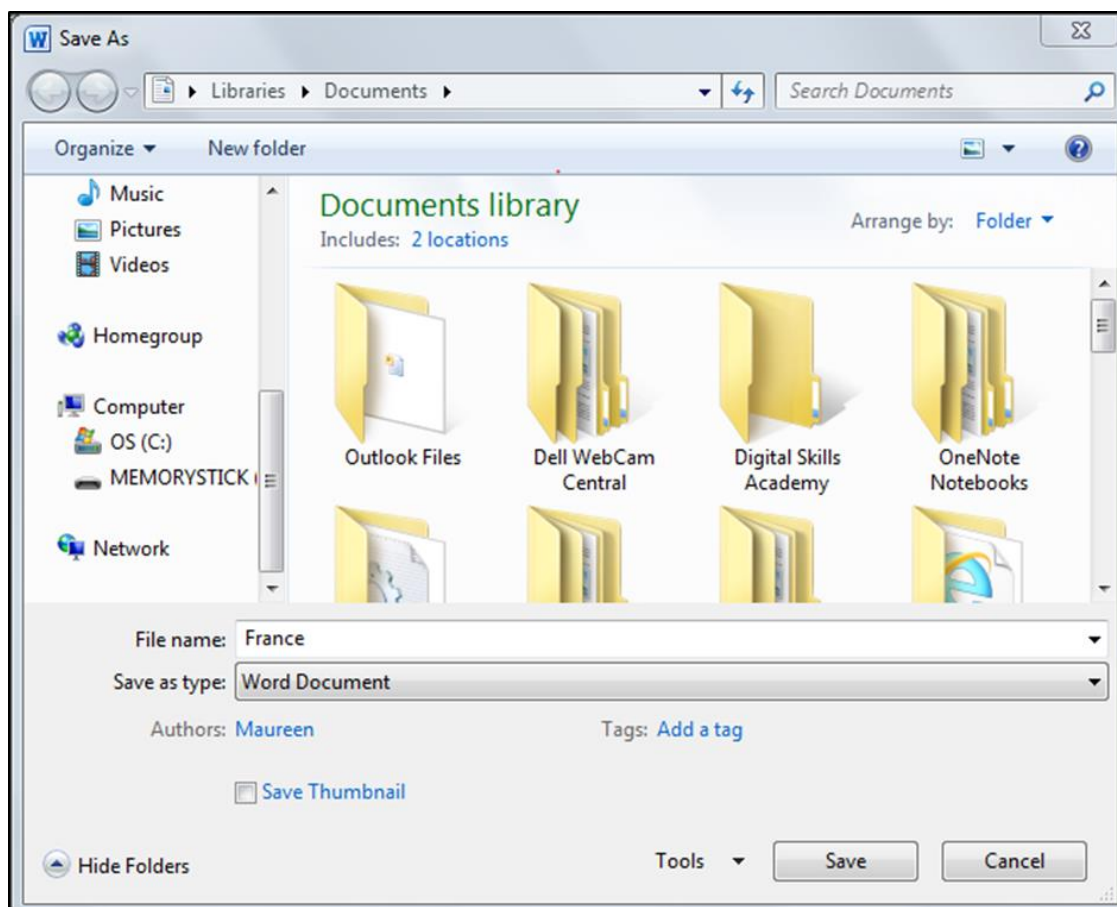 Save As
Libraries Documents
Search Documents
Organize New folder
Music
Pictures
Videos
Homegroup
Computer
OS (C:)
MEMORYSTICK (
Network
Documents library
Includes: 2 locations
Arrange by: Folder
Outlook Files
Dell WebCam
Central
Digital Skills
Academy
OneNote
Notebooks
File name: France
Save as type: Word Document
Authors: Maureen
Tags: Add a tag
Save Thumbnail
Hide Folders
Tools
Save
Cancel